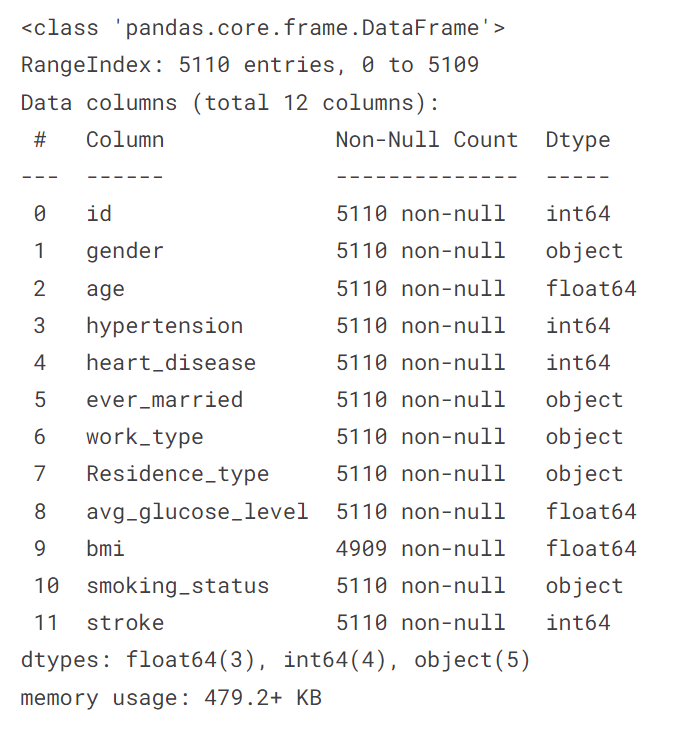 <class 'pandas.core.frame.DataFrame'>
RangeIndex: 5110 entries, 0 to 5109
Data columns (total 12 columns):
 #   Column             Non-Null Count  Dtype
---  ------             --------------  -----
 0   id                 5110 non-null   int64
 1   gender             5110 non-null   object
 2   age                5110 non-null   float64
 3   hypertension       5110 non-null   int64
 4   heart_disease      5110 non-null   int64
 5   ever_married       5110 non-null   object
 6   work_type          5110 non-null   object
 7   Residence_type     5110 non-null   object
 8   avg_glucose_level  5110 non-null   float64
 9   bmi                4909 non-null   float64
 10  smoking_status     5110 non-null   object
 11  stroke             5110 non-null   int64
dtypes: float64(3), int64(4), object(5)
memory usage: 479.2+ KB